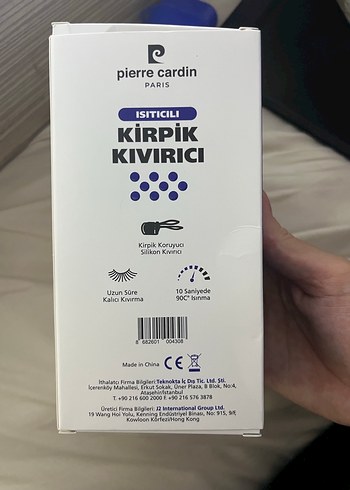 pierre cardin
PARIS
ISITICILI
KİRPİK
KIVIRICI
Kirpik Koruyucu
Silikon Kıvırıcı
Uzun Süre
Kalıcı Kıvırma
10 Saniyede
90C° Isınma
8 682601 004308
Made in China
İthalatcı Firma Bilgileri:Teknokta İç Dış Tic. Ltd. Şti.
İcerenköy Mahallesi, Erkut Sokak, Üner Plaza, B Blok, No:4,
Ataşehir/İstanbul
T. +90 216 600 2000 f. +90 216 576 3878
Üretici Firma Bilgileri: J2 International Group Ltd.
19 Wang Hoi Yolu, Kenning Endüstriyel Binası, No: 915, 9/F,
Kowloon Körfezi/Hong Kong